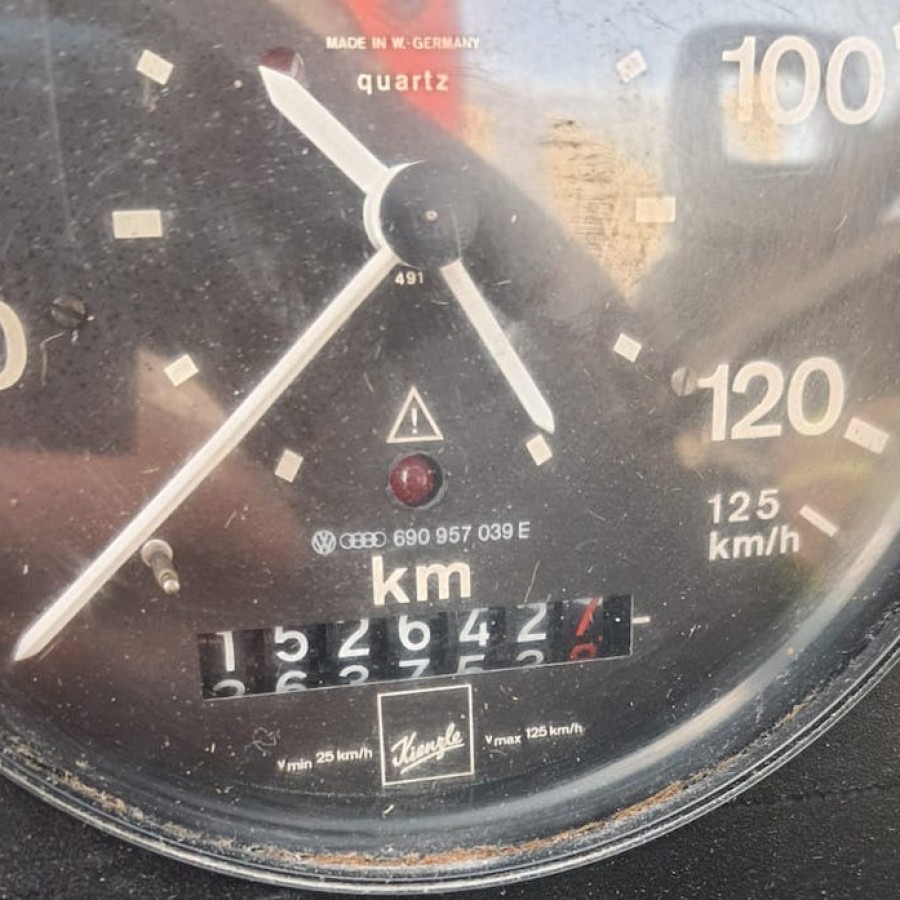 MADE IN W.-GERMANY
quartz
100
491
120
125
km/h
690 957 039 E
km
1526427
Kienzle
vmin 25 km/h
vmax 125 km/h